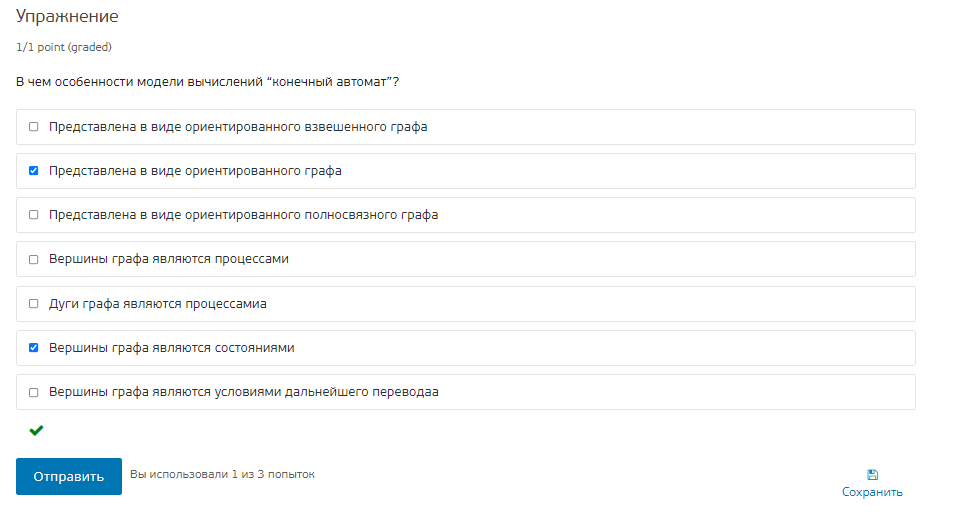 Упражнение
1/1 point (graded)
В чем особенности модели вычислений “конечный автомат”?
Представлена в виде ориентированного взвешенного графа
Представлена в виде ориентированного графа
Представлена в виде ориентированного полносвязного графа
Вершины графа являются процессами
Дуги графа являются процессамиа
Вершины графа являются состояниями
Вершины графа являются условиями дальнейшего переводаа
Отправить
Вы использовали 1 из 3 попыток
Сохранить